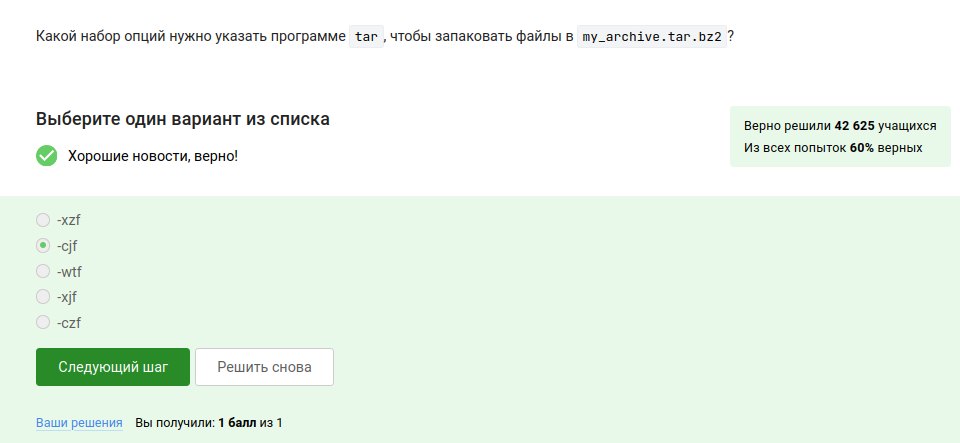 Какой набор опций нужно указать программе tar, чтобы запаковать файлы в my_archive.tar.bz2?
Выберите один вариант из списка
Хорошие новости, верно!
Верно решили 42 625 учащихся
Из всех попыток 60% верных
-xzf
-cjf
-wtf
-xjf
-czf
Следующий шаг
Решить снова
Ваши решения Вы получили: 1 балл из 1